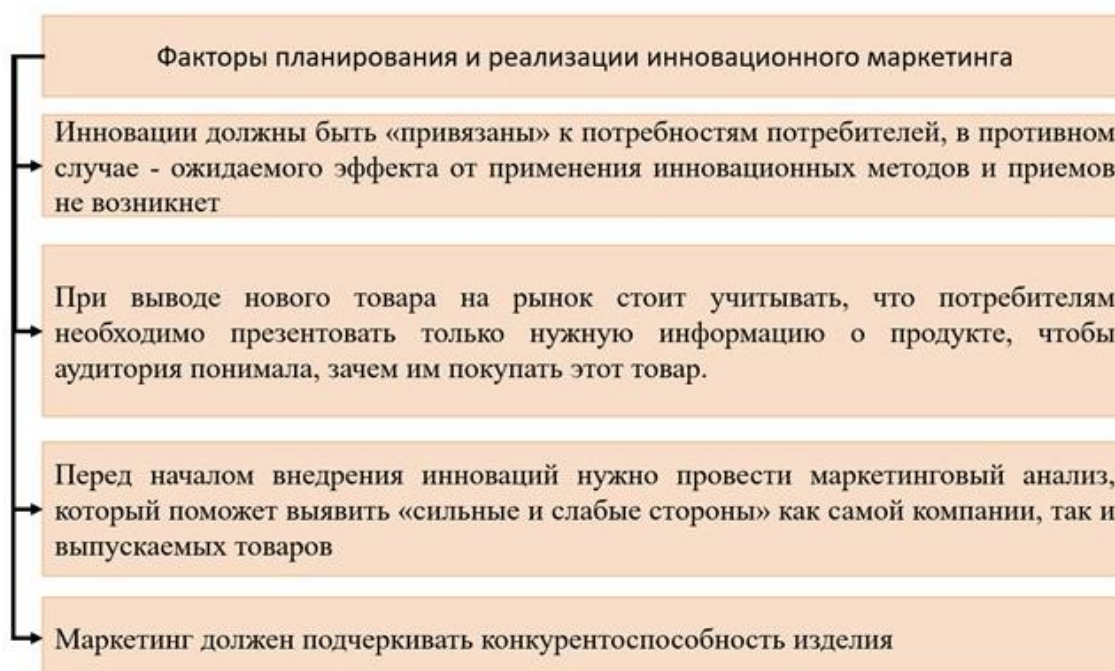 Факторы планирования и реализации инновационного маркетинга
Инновации должны быть «привязаны» к потребностям потребителей, в противном
случае - ожидаемого эффекта от применения инновационных методов и приемов
не возникнет
При выводе нового товара на рынок стоит учитывать, что потребителям
необходимо презентовать только нужную информацию о продукте, чтобы
аудитория понимала, зачем им покупать этот товар.
Перед началом внедрения инноваций нужно провести маркетинговый анализ,
который поможет выявить «сильные и слабые стороны» как самой компании, так и
выпускаемых товаров
Маркетинг должен подчеркивать конкурентоспособность изделия